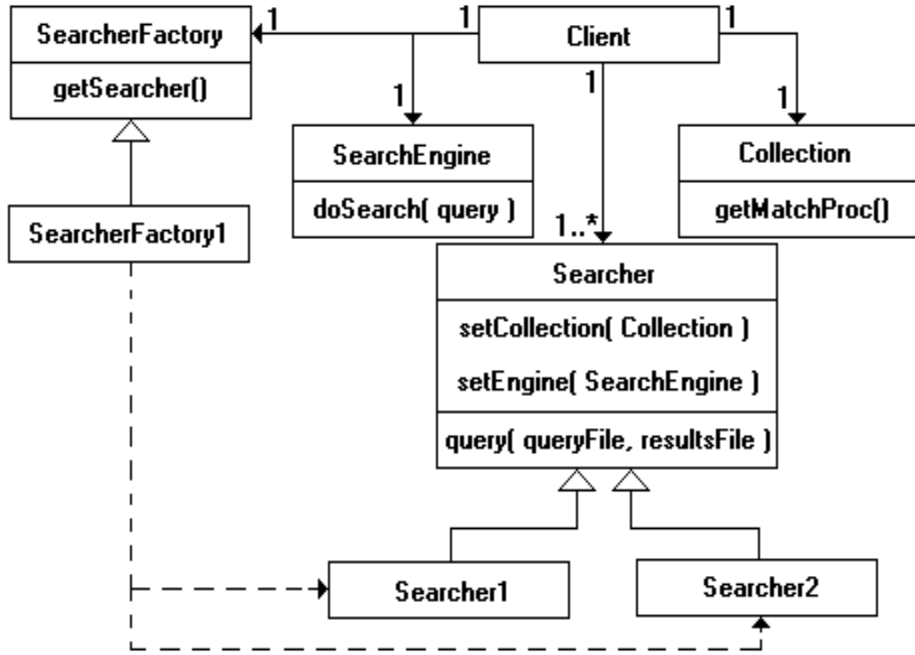 SearcherFactory
getSearcher()
1
1
Client
1
1
1
1
SearchEngine
doSearch( query )
Collection
getMatchProc()
SearcherFactory1
1..*
Searcher
setCollection( Collection )
setEngine( SearchEngine )
query( queryFile, resultsFile )
Searcher1
Searcher2